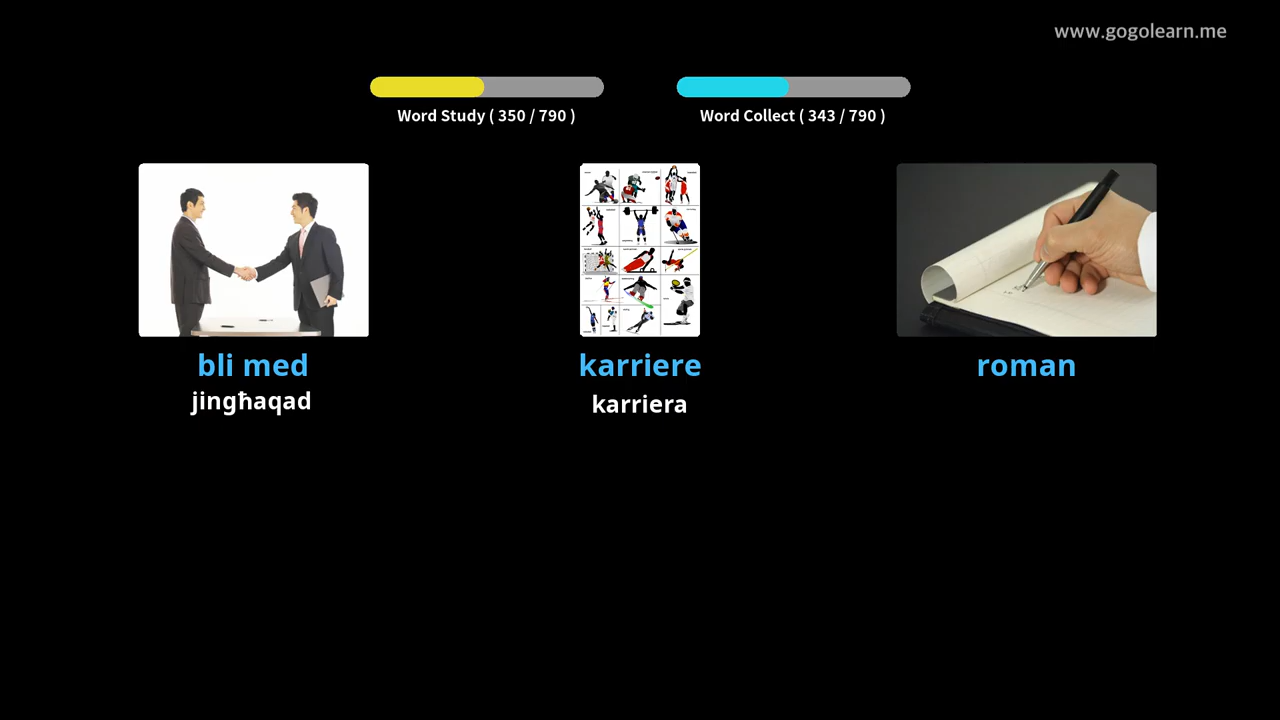 www.gogolearn.me
Word Study ( 350 / 790 )
Word Collect ( 343 / 790 )
bli med
jingħaqad
karriere
karriera
roman